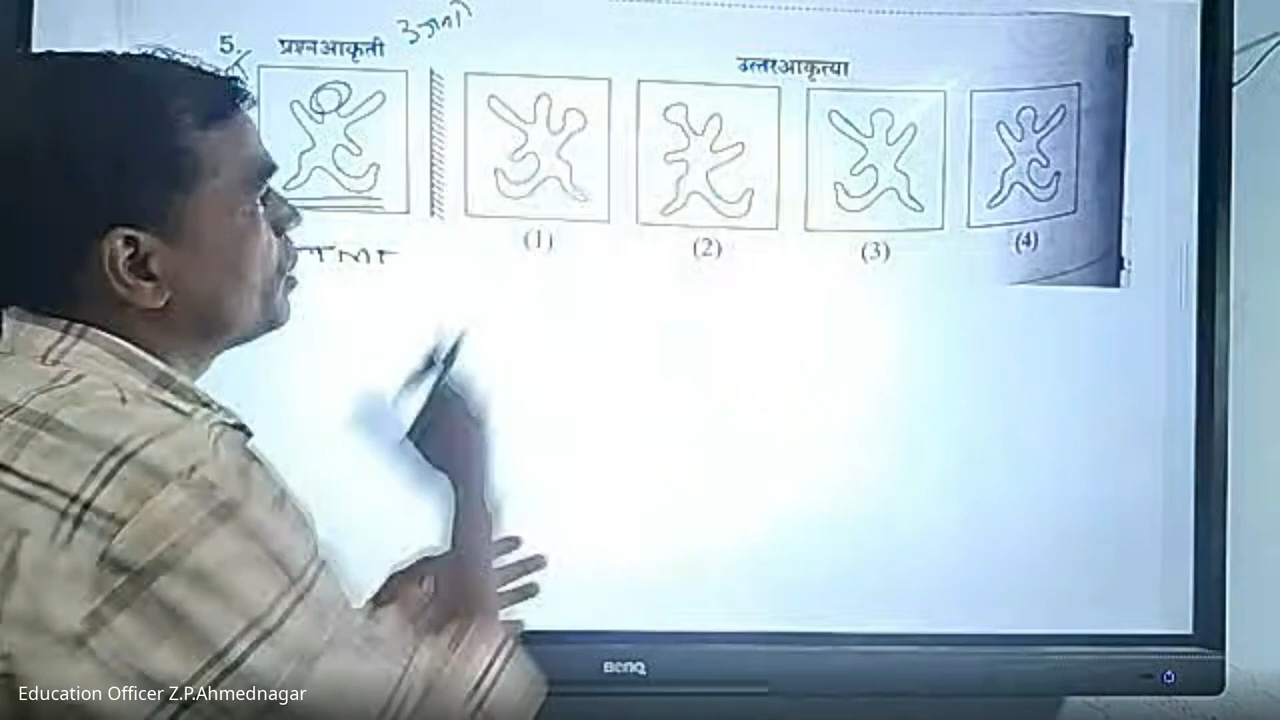 5. प्रश्नआकृती
उत्तरआकृत्या
(1) (2) (3) (4)
BenQ
Education Officer Z.P.Ahmednagar